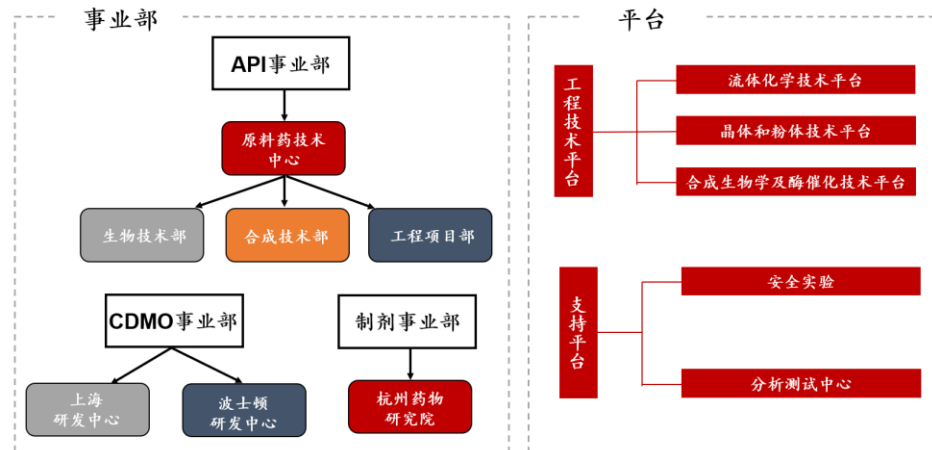 事业部
API事业部
原料药技术
中心
生物技术部
合成技术部
工程项目部
CDMO事业部
制剂事业部
上海
研发中心
波士顿
研发中心
杭州药物
研究院
平台
工程技术平台
流体化学技术平台
晶体和粉体技术平台
合成生物学及酶催化技术平台
支持平台
安全实验
分析测试中心